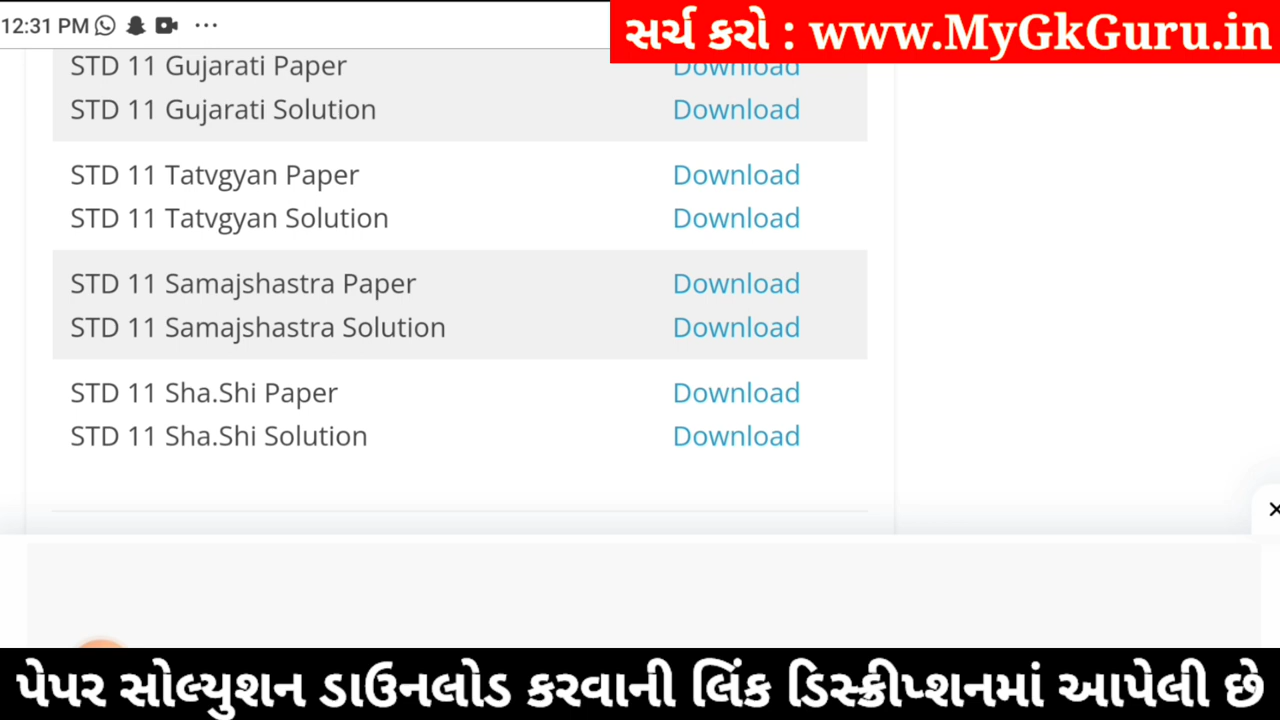 12:31 PM
સર્ચ કરો : www.MyGkGuru.in
STD 11 Gujarati Paper Download
STD 11 Gujarati Solution Download
STD 11 Tatvgyan Paper Download
STD 11 Tatvgyan Solution Download
STD 11 Samajshastra Paper Download
STD 11 Samajshastra Solution Download
STD 11 Sha.Shi Paper Download
STD 11 Sha.Shi Solution Download
પેપર સોલ્યુશન ડાઉનલોડ કરવાની લિંક ડિસ્ક્રીપ્શનમાં આપેલી છે